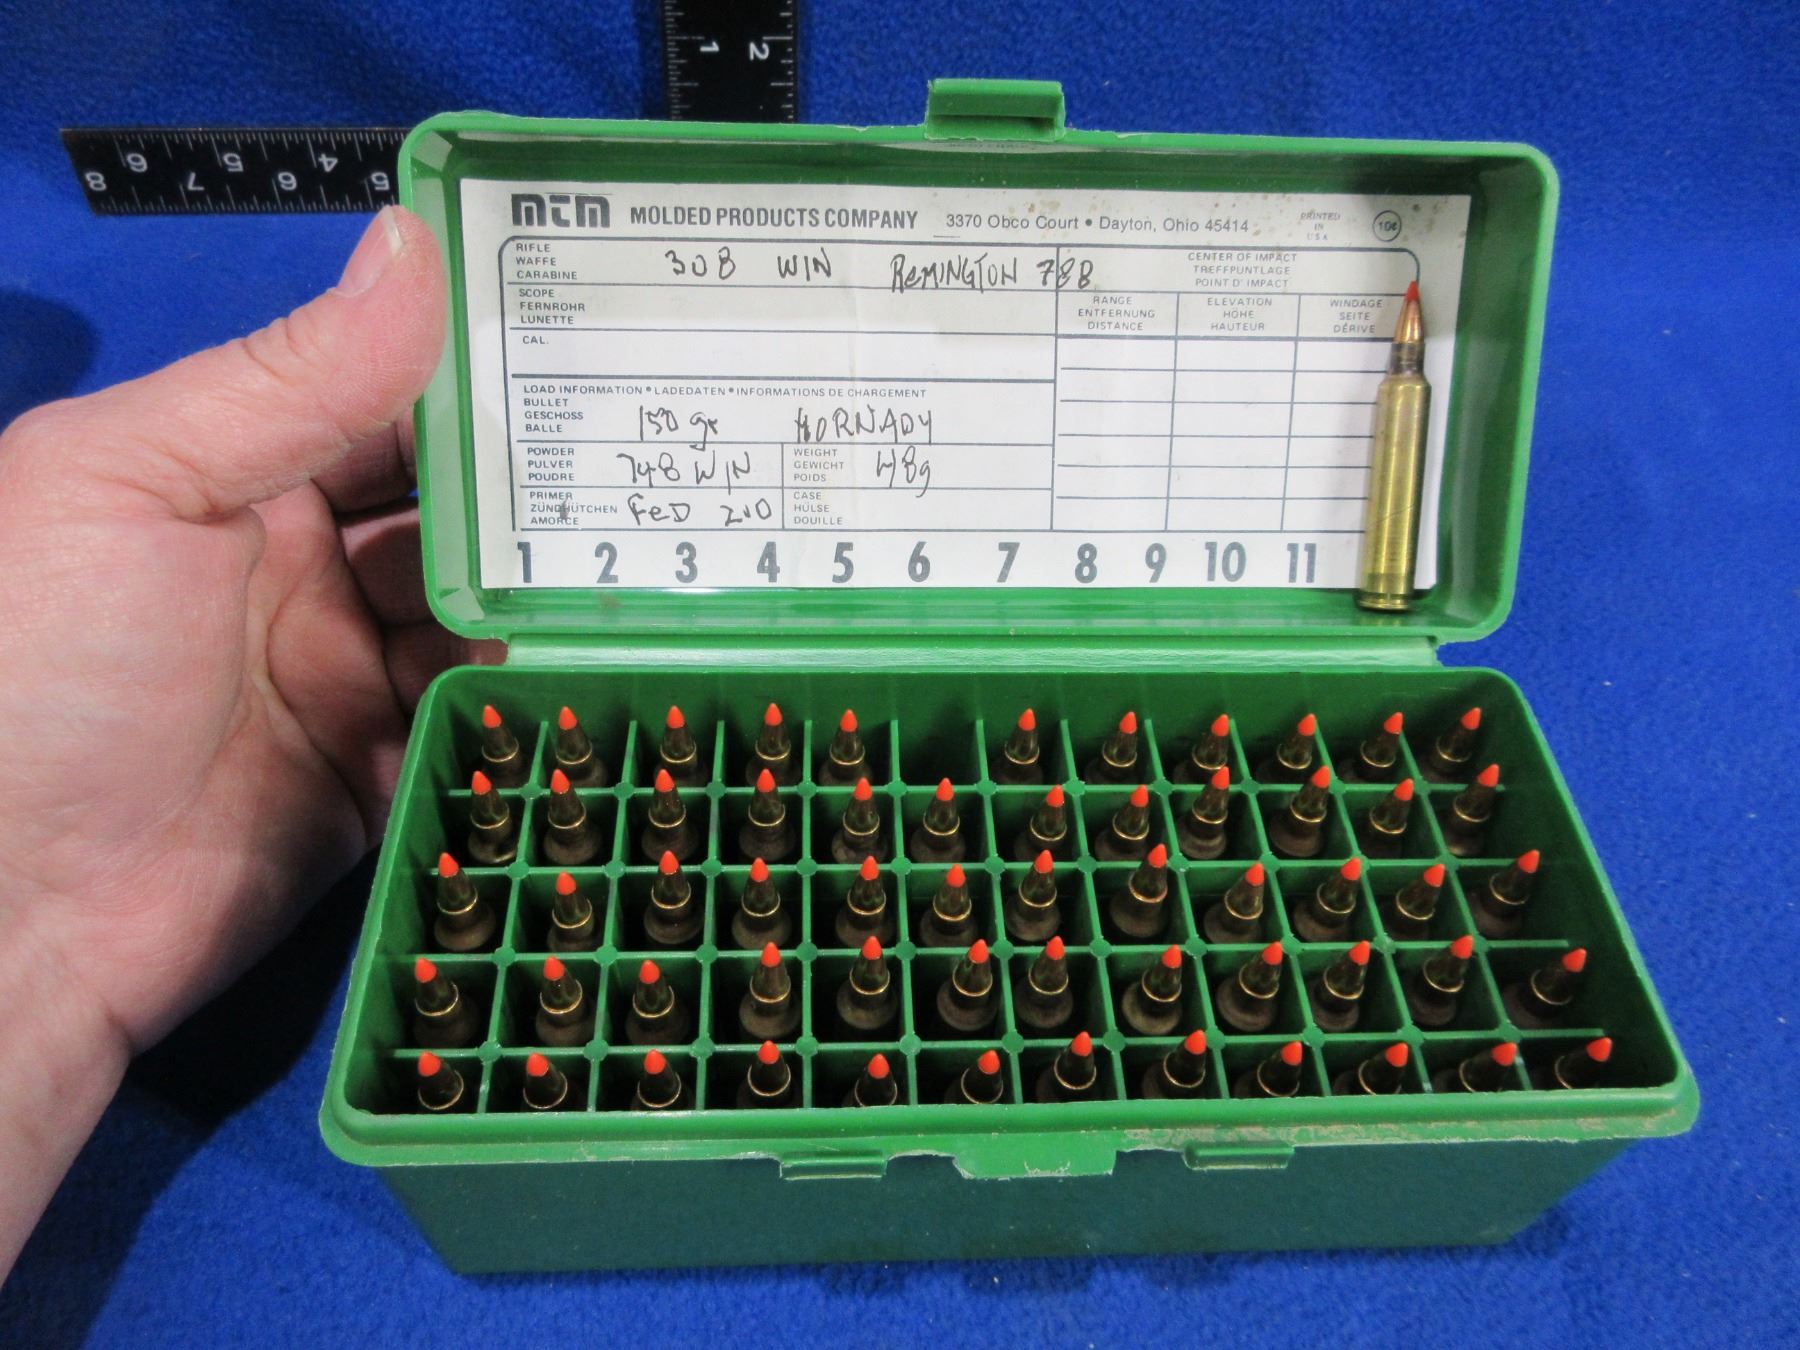 1 2
8 6 7 5 6 4 5
mtm MOLDED PRODUCTS COMPANY 3370 Obco Court • Dayton, Ohio 45414 PRINTED IN USA 10¢
RIFLE
WAFFE
CARABINE
308 WIN REMINGTON 788
CENTER OF IMPACT
TREFFPUNTLAGE
POINT D' IMPACT
SCOPE
FERNROHR
LUNETTE
RANGE
ENTFERNUNG
DISTANCE
ELEVATION
HÖHE
HAUTEUR
WINDAGE
SEITE
DÉRIVE
CAL.
LOAD INFORMATION • LADEDATEN • INFORMATIONS DE CHARGEMENT
BULLET
GESCHOSS
BALLE
150 gr HORNADY
POWDER
PULVER
POUDRE
748 WIN
WEIGHT
GEWICHT
POIDS
48g
PRIMER
ZÜNDHÜTCHEN
AMORCE
FeD 210
CASE
HÜLSE
DOUILLE
1 2 3 4 5 6 7 8 9 10 11